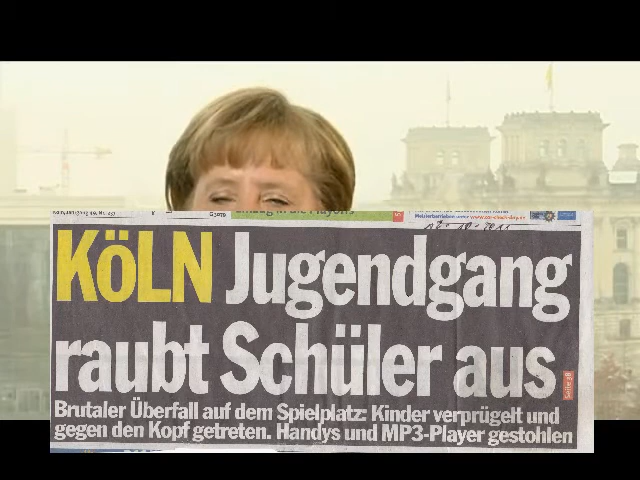 KÖLN Jugendgang
raubt Schüler aus
Brutaler Überfall auf dem Spielplatz: Kinder verprügelt und
gegen den Kopf getreten. Handys und MP3-Player gestohlen